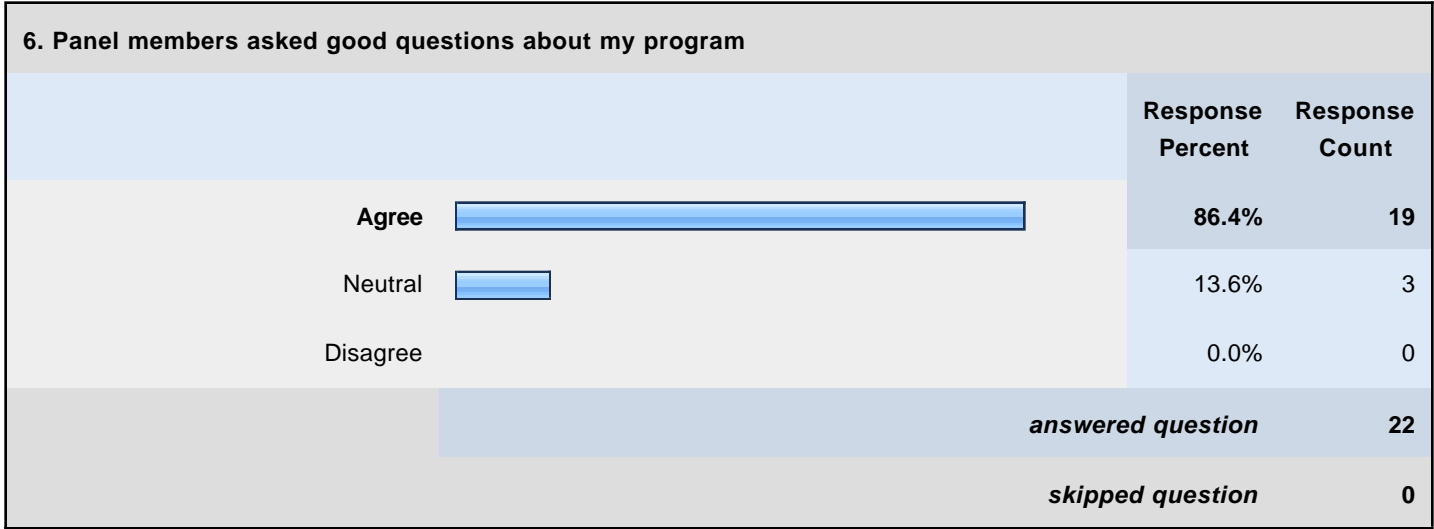 6. Panel members asked good questions about my program
Response Percent Response Count
Agree 86.4% 19
Neutral 13.6% 3
Disagree 0.0% 0
answered question 22
skipped question 0